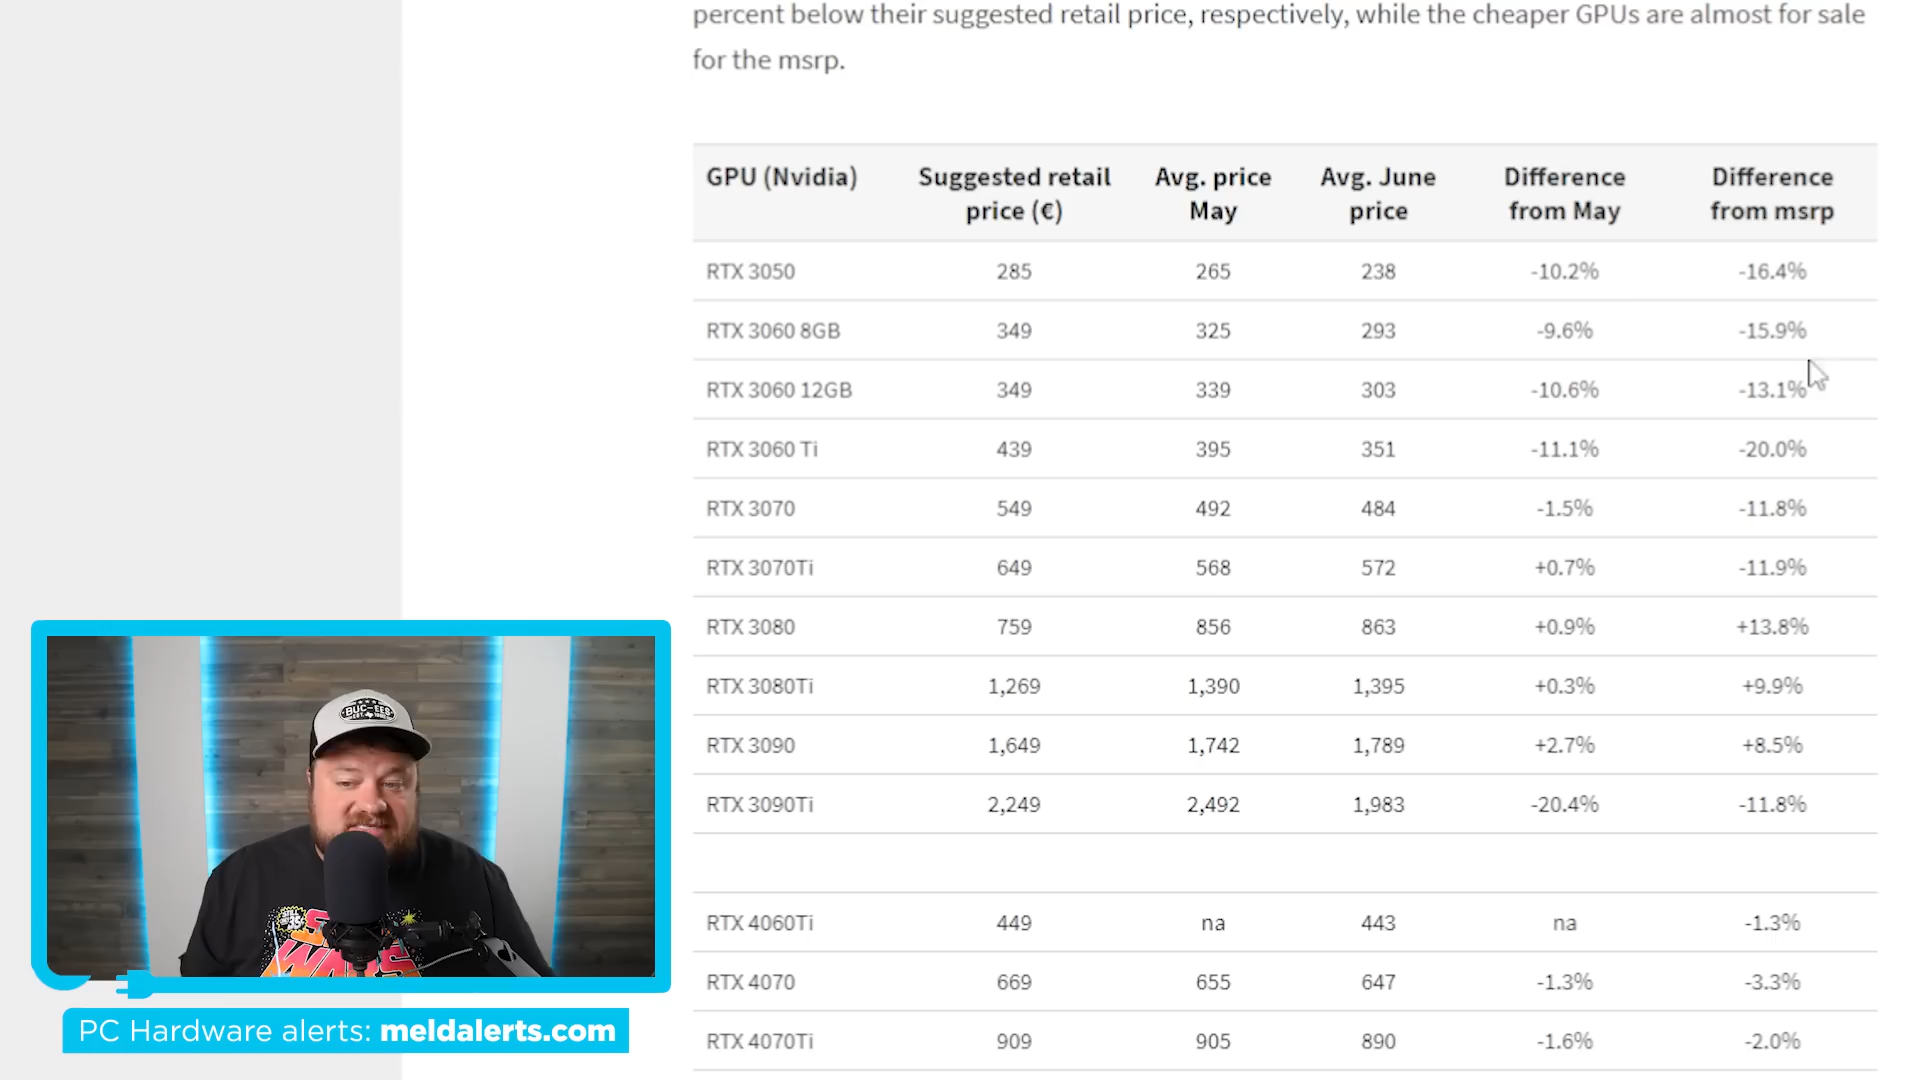 percent below their suggested retail price, respectively, while the cheaper GPUs are almost for sale
for the msrp.
GPU (Nvidia) Suggested retail price (€) Avg. price May Avg. June price Difference from May Difference from msrp
RTX 3050 285 265 238 -10.2% -16.4%
RTX 3060 8GB 349 325 293 -9.6% -15.9%
RTX 3060 12GB 349 339 303 -10.6% -13.1%
RTX 3060 Ti 439 395 351 -11.1% -20.0%
RTX 3070 549 492 484 -1.5% -11.8%
RTX 3070Ti 649 568 572 +0.7% -11.9%
RTX 3080 759 856 863 +0.9% +13.8%
RTX 3080Ti 1,269 1,390 1,395 +0.3% +9.9%
RTX 3090 1,649 1,742 1,789 +2.7% +8.5%
RTX 3090Ti 2,249 2,492 1,983 -20.4% -11.8%
RTX 4060Ti 449 na 443 na -1.3%
RTX 4070 669 655 647 -1.3% -3.3%
RTX 4070Ti 909 905 890 -1.6% -2.0%
BUC-EE'S
PC Hardware alerts: meldalerts.com